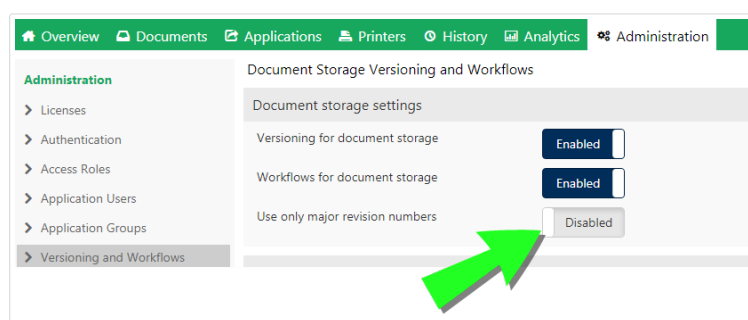 Overview Documents Applications Printers History Analytics Administration
Administration
Licenses
Authentication
Access Roles
Application Users
Application Groups
Versioning and Workflows
Document Storage Versioning and Workflows
Document storage settings
Versioning for document storage Enabled
Workflows for document storage Enabled
Use only major revision numbers Disabled